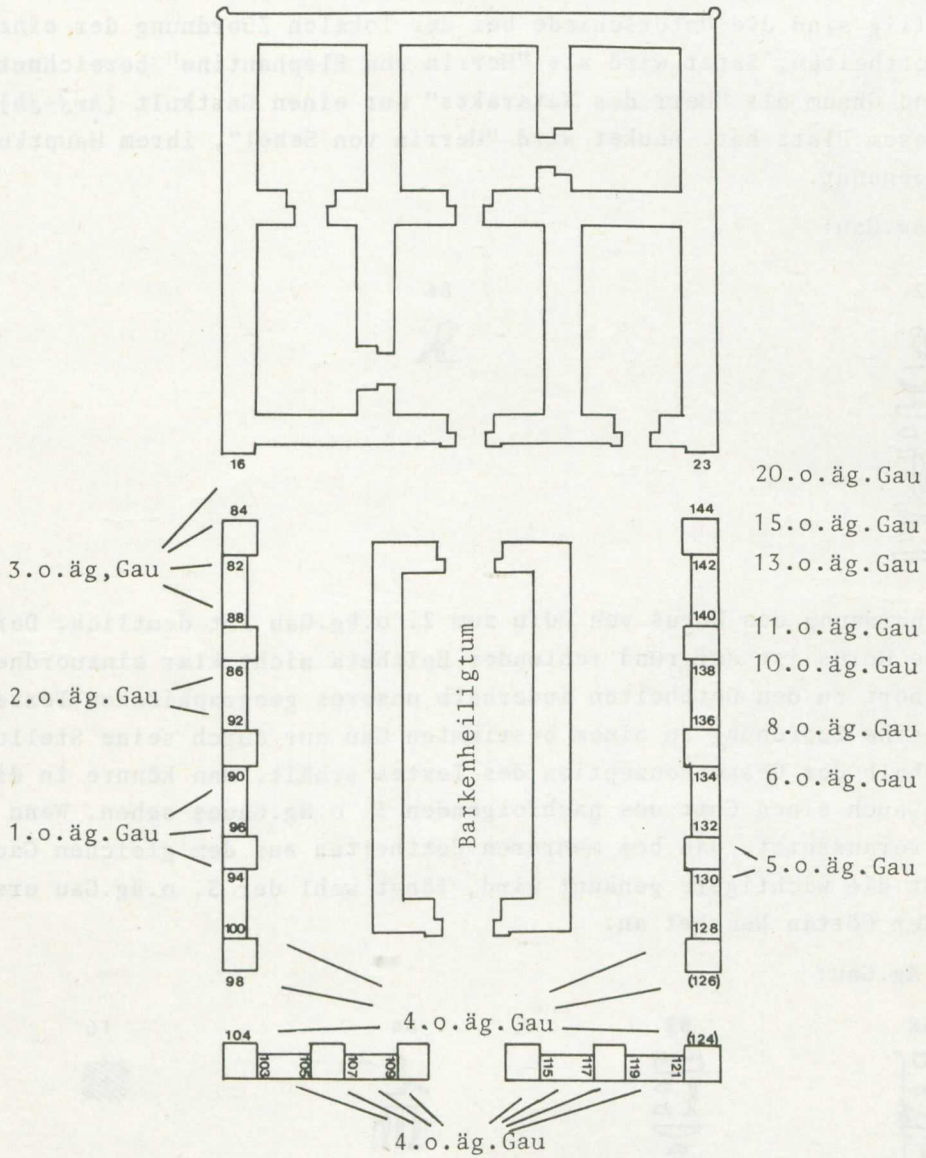 16 23
20.o.äg.Gau
84 144
15.o.äg.Gau
3.o.äg,Gau 82 142 13.o.äg.Gau
88 140
11.o.äg.Gau
86 138 10.o.äg.Gau
2.o.äg.Gau
92 136 8.o.äg.Gau
90 134 6.o.äg.Gau
1.o.äg.Gau 96 132
94 130 5.o.äg.Gau
100 128
98 (126)
Barkenheiligtum
4.o.äg.Gau
104 (124)
103 105 107 109 115 117 119 121
4.o.äg.Gau